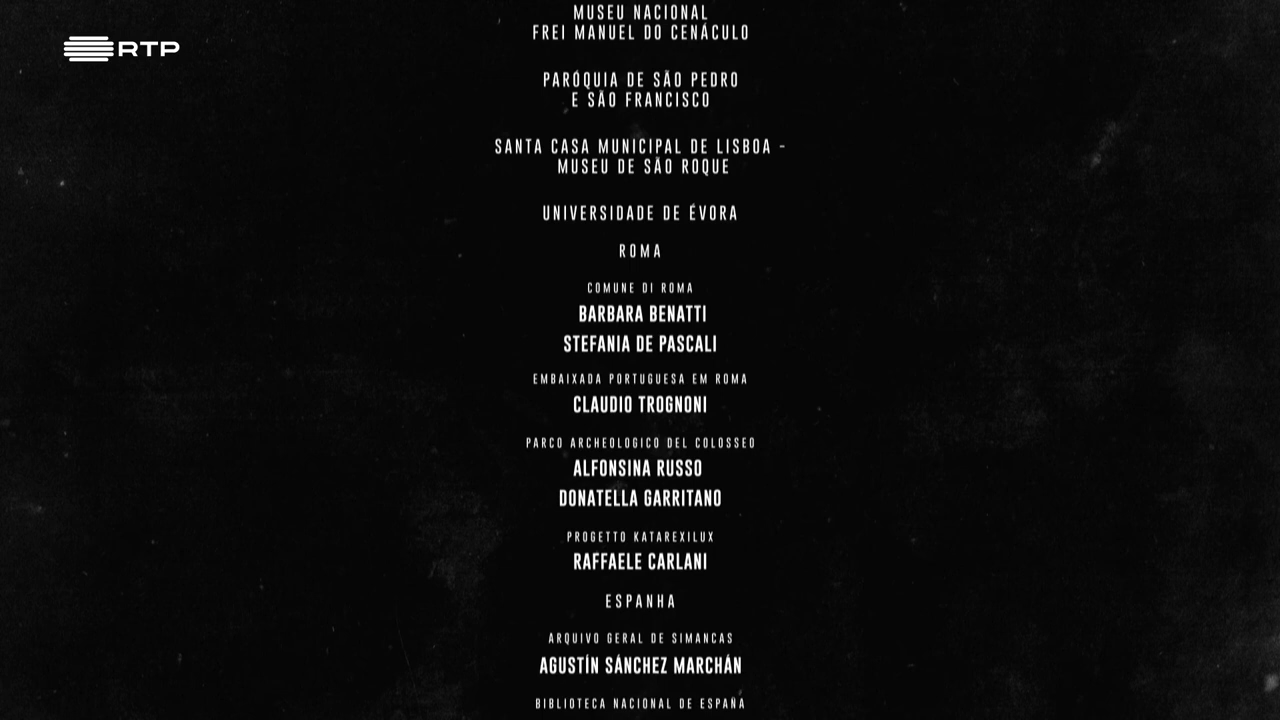 RTP
MUSEU NACIONAL
FREI MANUEL DO CENÁCULO
PARÓQUIA DE SÃO PEDRO
E SÃO FRANCISCO
SANTA CASA MUNICIPAL DE LISBOA -
MUSEU DE SÃO ROQUE
UNIVERSIDADE DE ÉVORA
ROMA
COMUNE DI ROMA
BARBARA BENATTI
STEFANIA DE PASCALI
EMBAIXADA PORTUGUESA EM ROMA
CLAUDIO TROGNONI
PARCO ARCHEOLOGICO DEL COLOSSEO
ALFONSINA RUSSO
DONATELLA GARRITANO
PROGETTO KATAREXILUX
RAFFAELE CARLANI
ESPANHA
ARQUIVO GERAL DE SIMANCAS
AGUSTÍN SÁNCHEZ MARCHÁN
BIBLIOTECA NACIONAL DE ESPAÑA